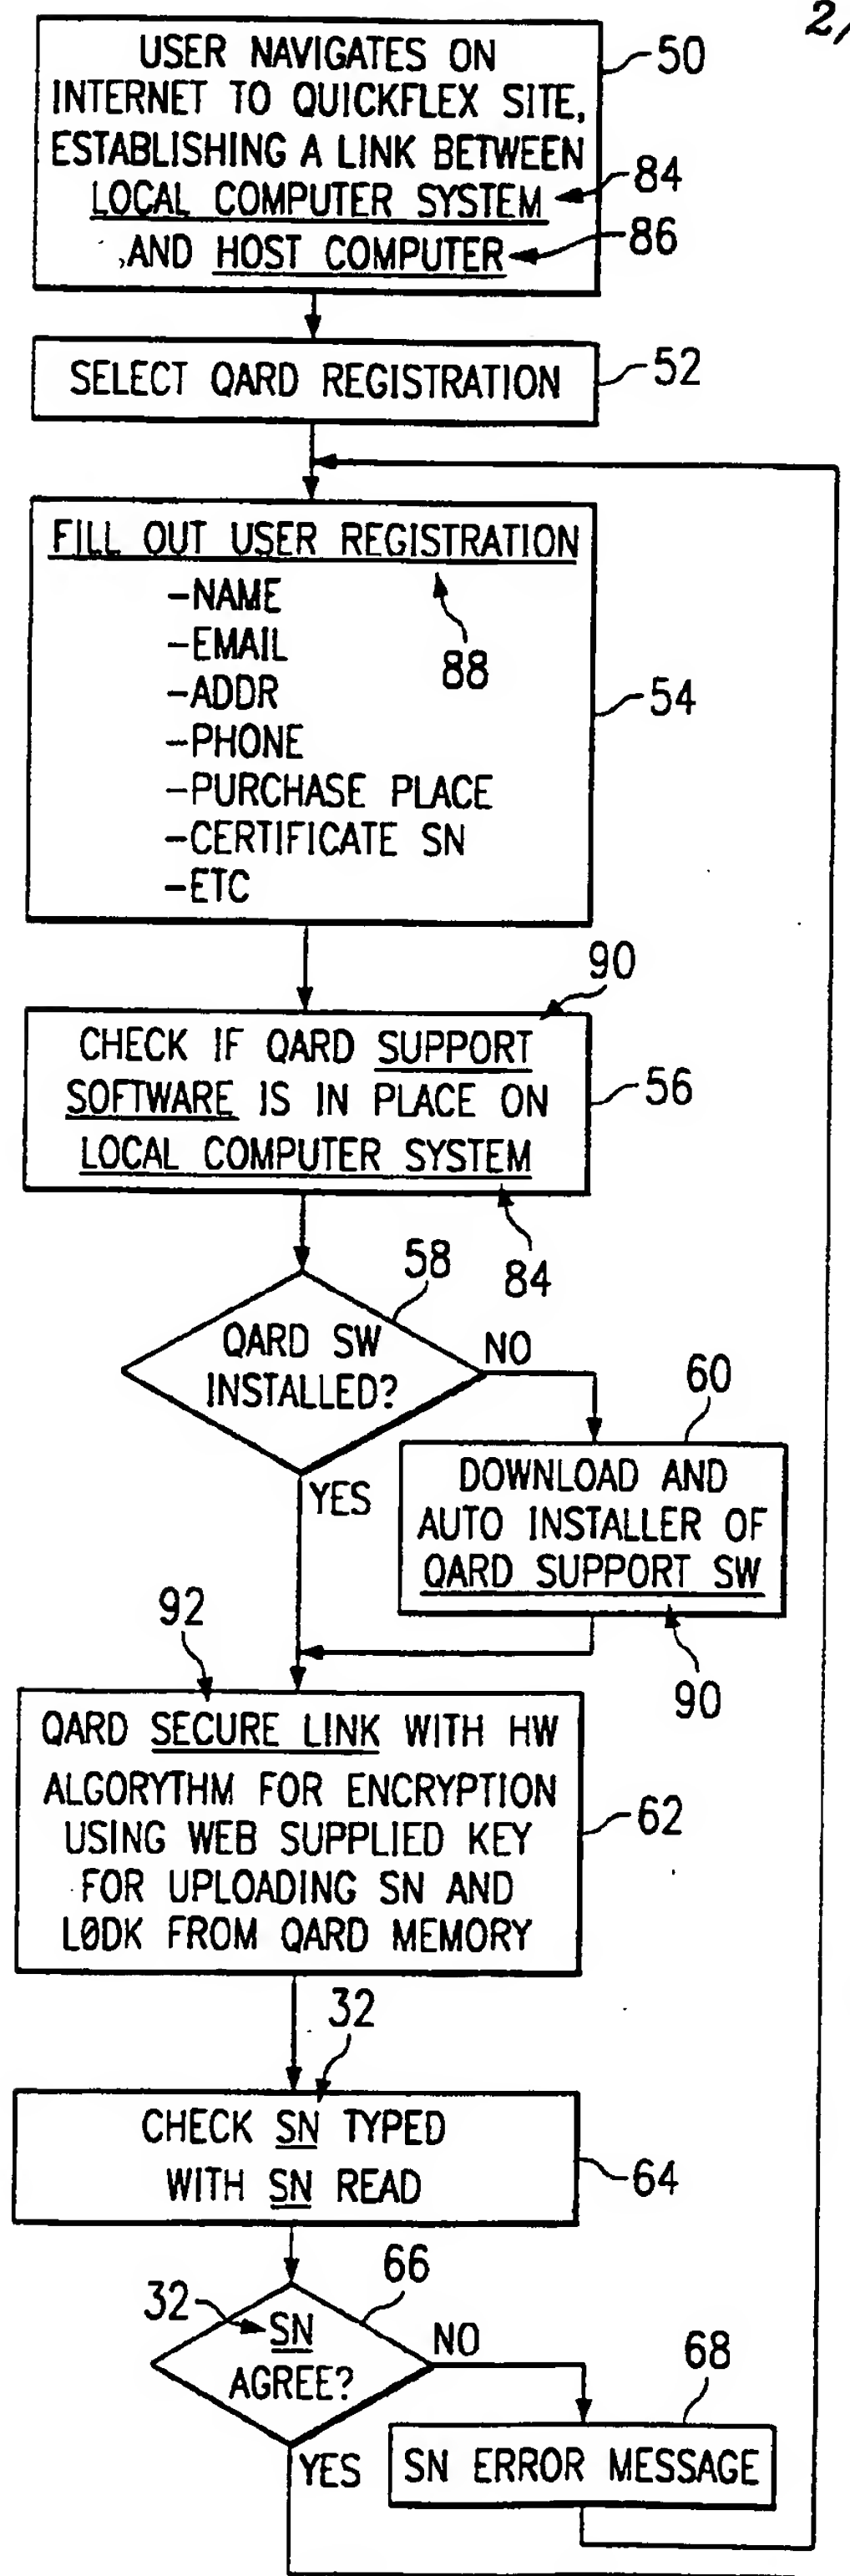 2/
USER NAVIGATES ON
INTERNET TO QUICKFLEX SITE,
ESTABLISHING A LINK BETWEEN
LOCAL COMPUTER SYSTEM
AND HOST COMPUTER
50
84
86
SELECT QARD REGISTRATION
52
FILL OUT USER REGISTRATION
-NAME
-EMAIL
-ADDR
-PHONE
-PURCHASE PLACE
-CERTIFICATE SN
-ETC
88
54
90
CHECK IF QARD SUPPORT
SOFTWARE IS IN PLACE ON
LOCAL COMPUTER SYSTEM
56
84
58
QARD SW
INSTALLED?
NO
YES
60
DOWNLOAD AND
AUTO INSTALLER OF
QARD SUPPORT SW
90
92
QARD SECURE LINK WITH HW
ALGORYTHM FOR ENCRYPTION
USING WEB SUPPLIED KEY
FOR UPLOADING SN AND
LØDK FROM QARD MEMORY
62
32
CHECK SN TYPED
WITH SN READ
64
66
32
SN
AGREE?
NO
YES
68
SN ERROR MESSAGE